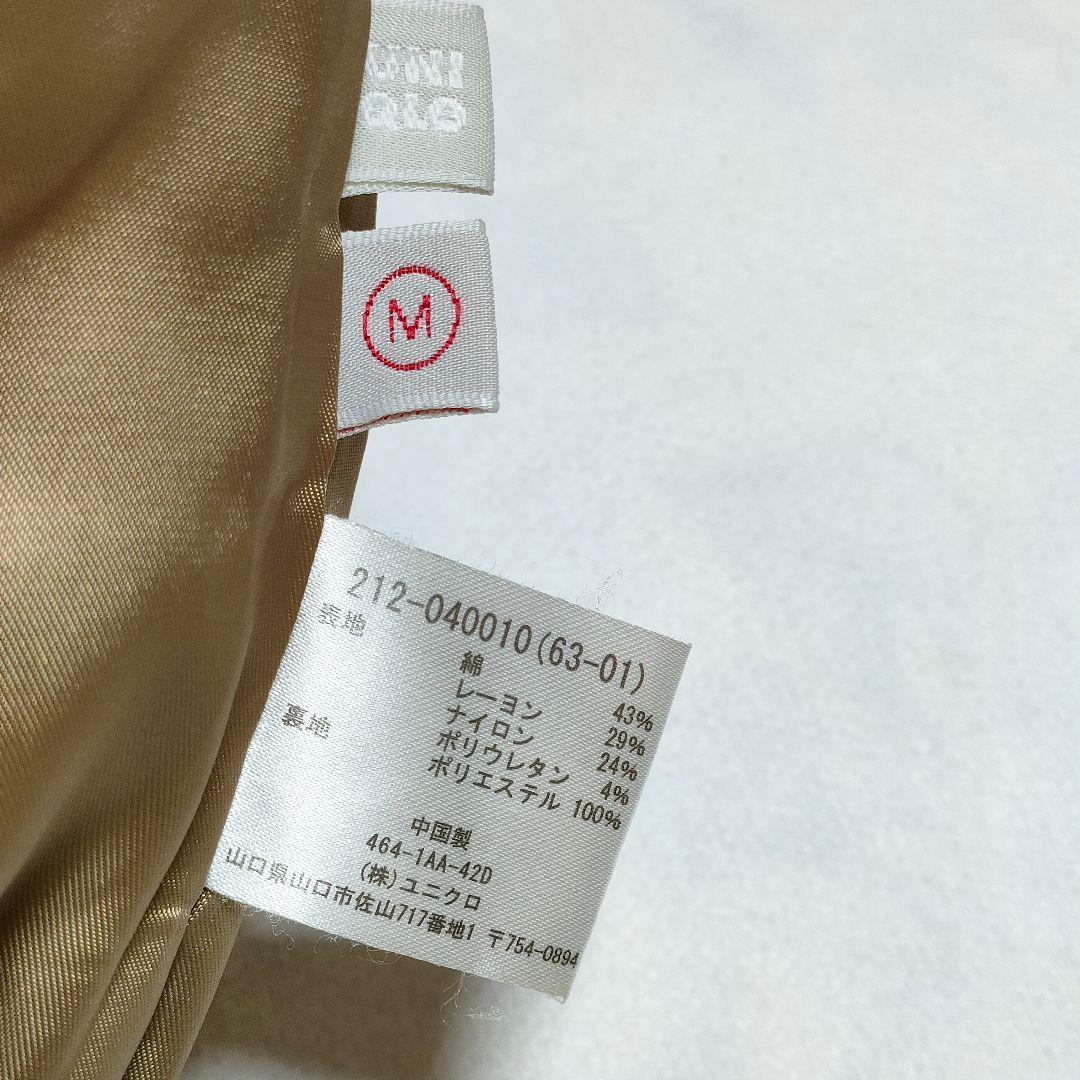 UNI
QLO
M
212-040010(63-01)
表地
綿 43%
レーヨン 29%
ナイロン 24%
ポリウレタン 4%
裏地
ポリエステル 100%
中国製
464-1AA-42D
(株)ユニクロ
山口県山口市佐山717番地1 〒754-0894